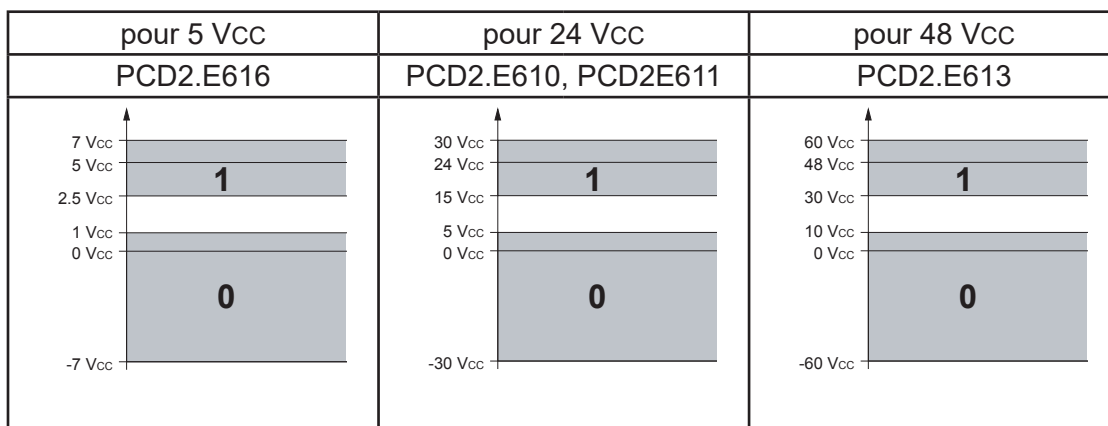 pour 5 VCC
pour 24 VCC
pour 48 VCC
PCD2.E616
PCD2.E610, PCD2E611
PCD2.E613
7 VCC
5 VCC
1
2.5 VCC
1 VCC
0 VCC
0
-7 VCC
30 VCC
24 VCC
1
15 VCC
5 VCC
0 VCC
0
-30 VCC
60 VCC
48 VCC
1
30 VCC
10 VCC
0 VCC
0
-60 VCC